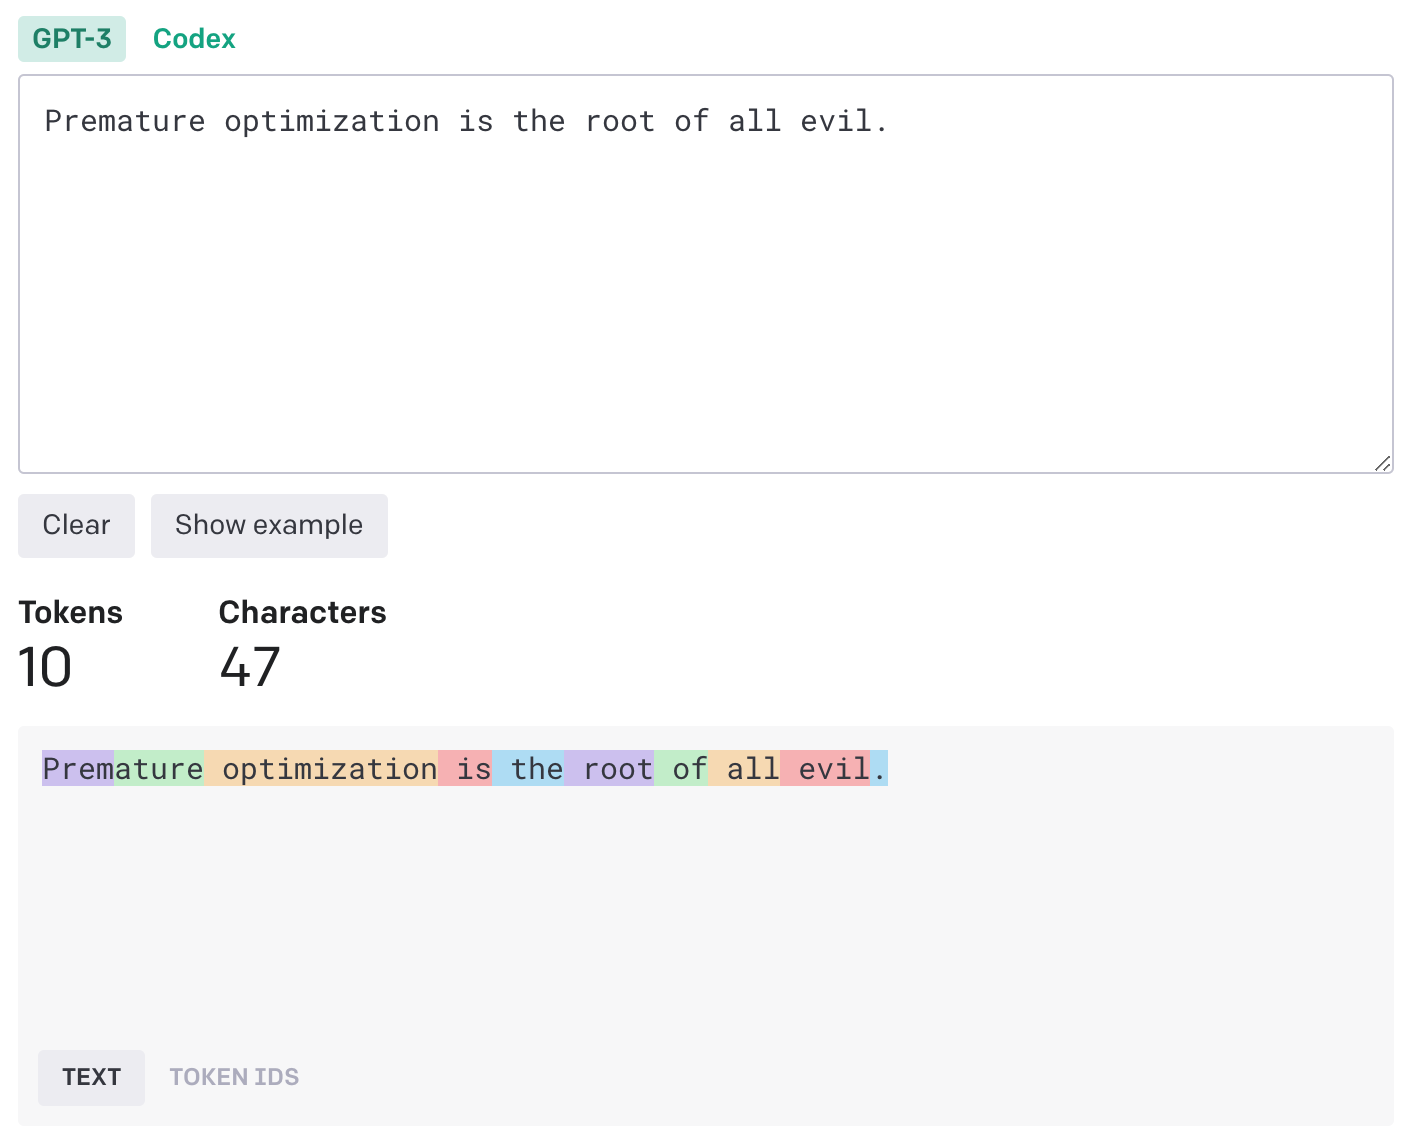 GPT-3 Codex
Premature optimization is the root of all evil.
Clear Show example
Tokens Characters
10 47
Premature optimization is the root of all evil.
TEXT TOKEN IDS